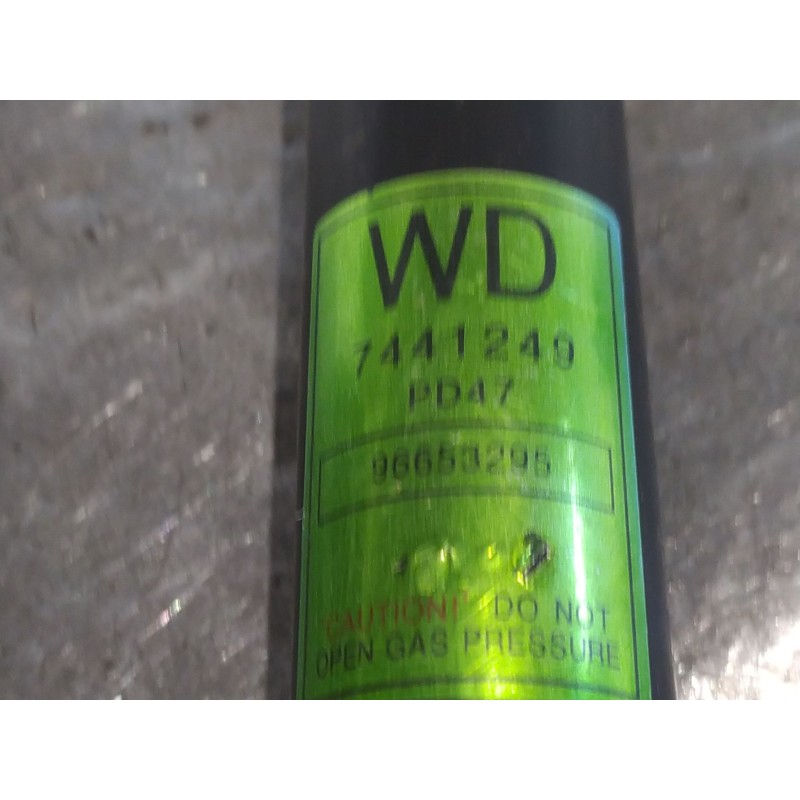 WD
7441249
PD47
96653295
"CAUTION!" DO NOT
OPEN GAS PRESSURE